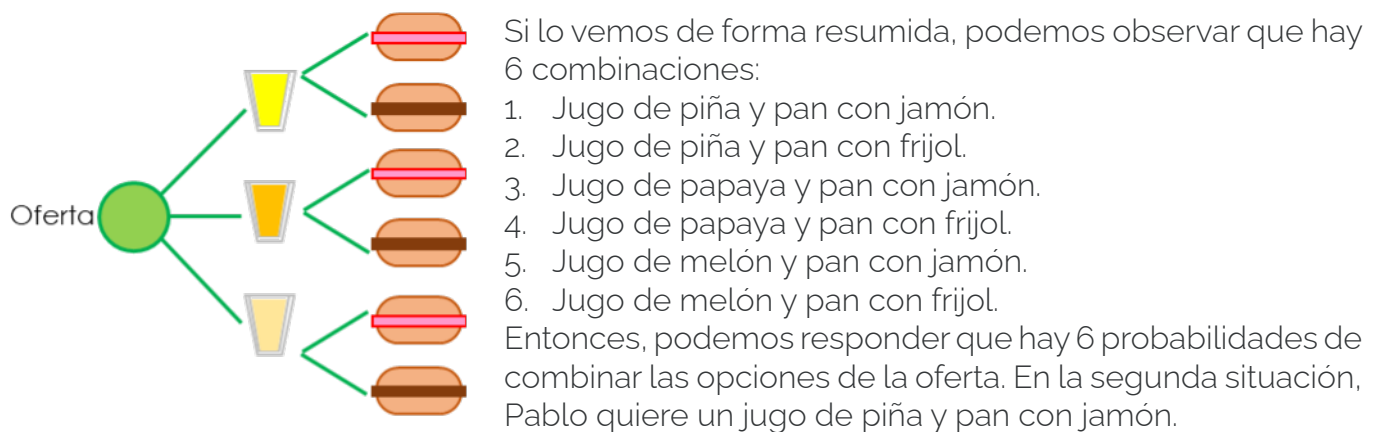 Oferta
Si lo vemos de forma resumida, podemos observar que hay
6 combinaciones:
1. Jugo de piña y pan con jamón.
2. Jugo de piña y pan con frijol.
3. Jugo de papaya y pan con jamón.
4. Jugo de papaya y pan con frijol.
5. Jugo de melón y pan con jamón.
6. Jugo de melón y pan con frijol.
Entonces, podemos responder que hay 6 probabilidades de
combinar las opciones de la oferta. En la segunda situación,
Pablo quiere un jugo de piña y pan con jamón.